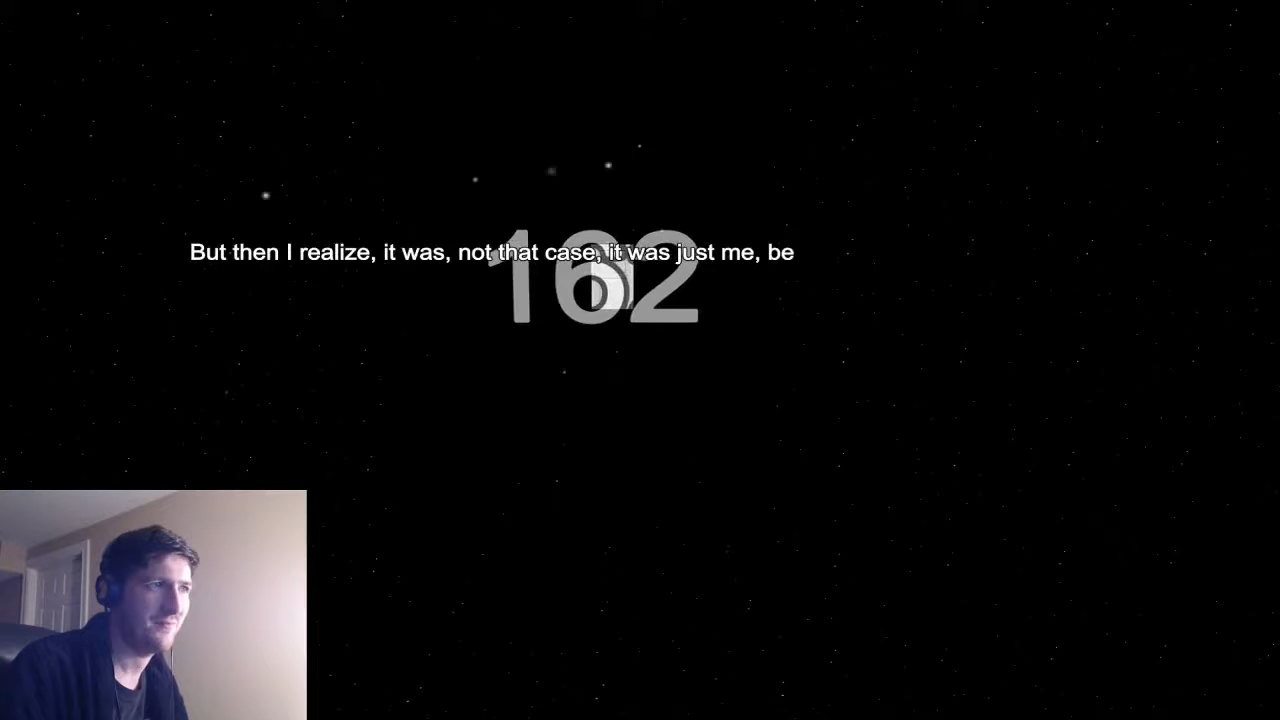 But then I realize, it was, not that case, it was just me, be
162